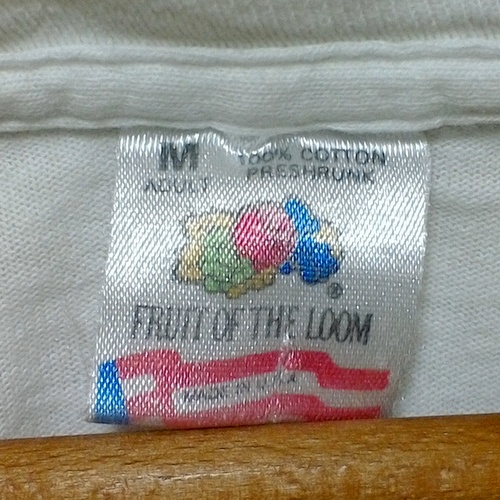 M
100% COTTON
ADULT
PRESHRUNK
®
FRUIT OF THE LOOM
MADE IN U.S.A.